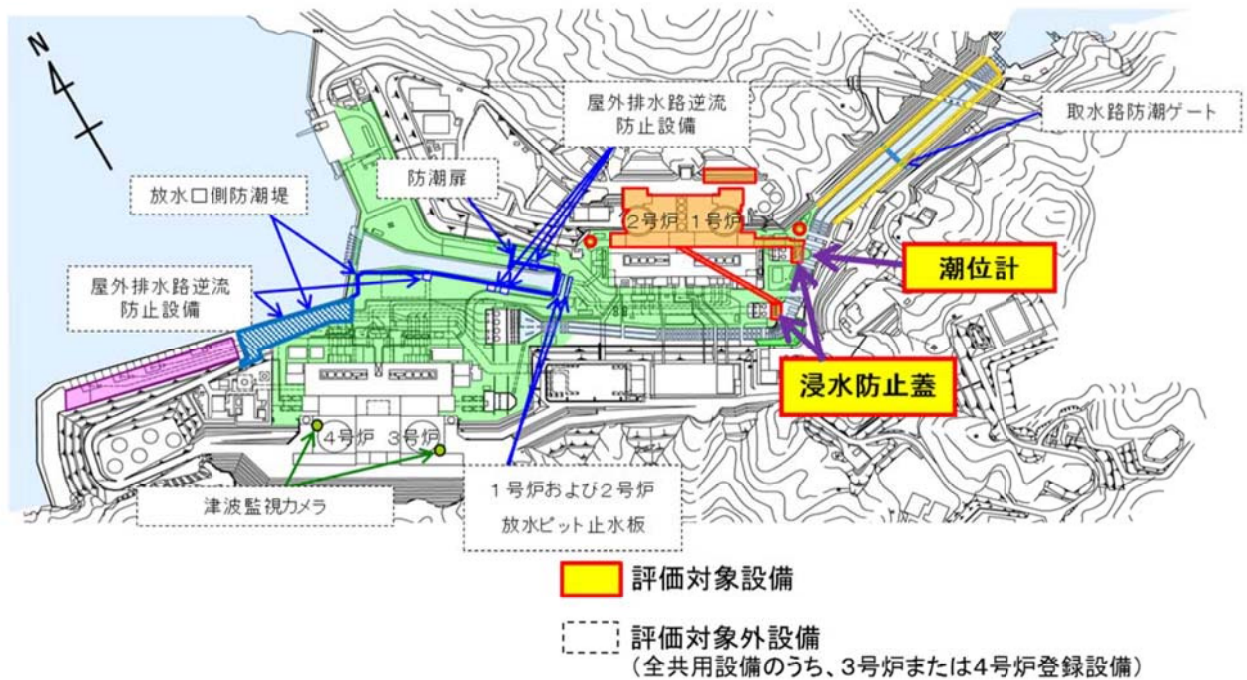 N
屋外排水路逆流
防止設備
取水路防潮ゲート
防潮扉
放水口側防潮堤
2号炉 1号炉
潮位計
屋外排水路逆流
防止設備
浸水防止蓋
4号炉 3号炉
津波監視カメラ
1号炉および2号炉
放水ピット止水板
評価対象設備
評価対象外設備
(全共用設備のうち、3号炉または4号炉登録設備)